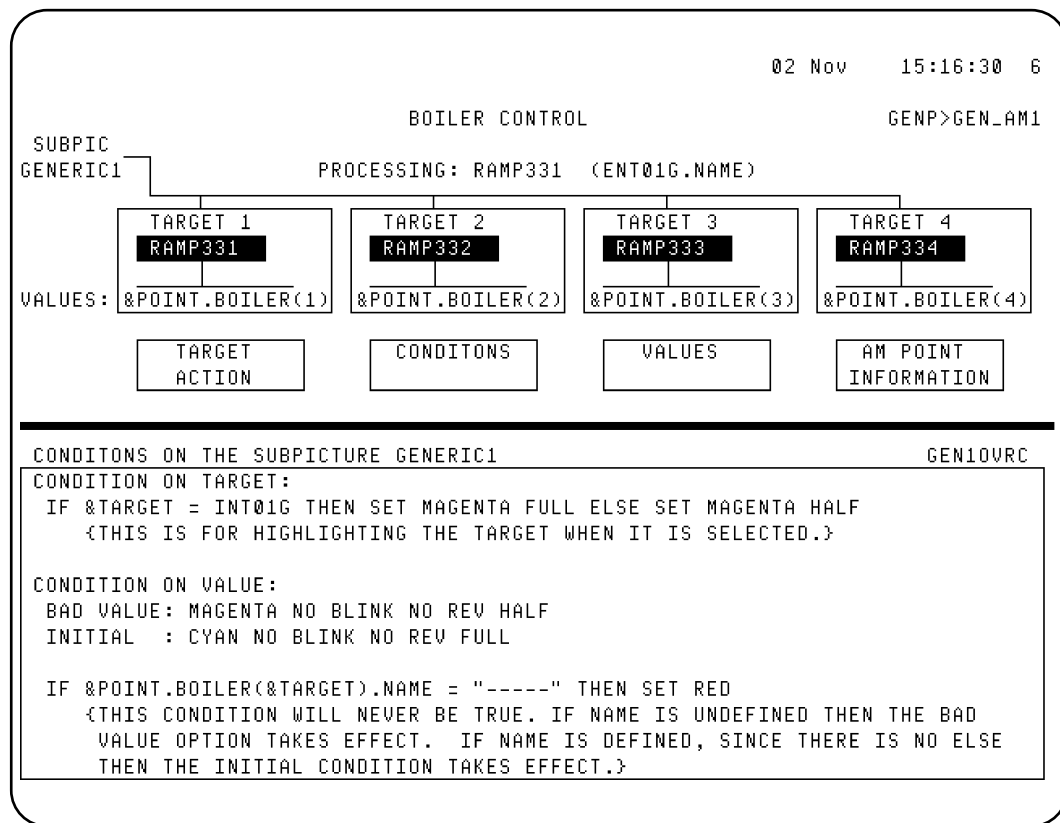 02 Nov 15:16:30 6
BOILER CONTROL GENP>GEN_AM1
SUBPIC
GENERIC1 PROCESSING: RAMP331 (ENT01G.NAME)
TARGET 1 TARGET 2 TARGET 3 TARGET 4
RAMP331 RAMP332 RAMP333 RAMP334
VALUES: &POINT.BOILER(1) &POINT.BOILER(2) &POINT.BOILER(3) &POINT.BOILER(4)
TARGET CONDITONS VALUES AM POINT
ACTION INFORMATION
CONDITONS ON THE SUBPICTURE GENERIC1 GEN1OVRC
CONDITION ON TARGET:
IF &TARGET = INT01G THEN SET MAGENTA FULL ELSE SET MAGENTA HALF
{THIS IS FOR HIGHLIGHTING THE TARGET WHEN IT IS SELECTED.}
CONDITION ON VALUE:
BAD VALUE: MAGENTA NO BLINK NO REV HALF
INITIAL : CYAN NO BLINK NO REV FULL
IF &POINT.BOILER(&TARGET).NAME = "-----" THEN SET RED
{THIS CONDITION WILL NEVER BE TRUE. IF NAME IS UNDEFINED THEN THE BAD
VALUE OPTION TAKES EFFECT. IF NAME IS DEFINED, SINCE THERE IS NO ELSE
THEN THE INITIAL CONDITION TAKES EFFECT.}